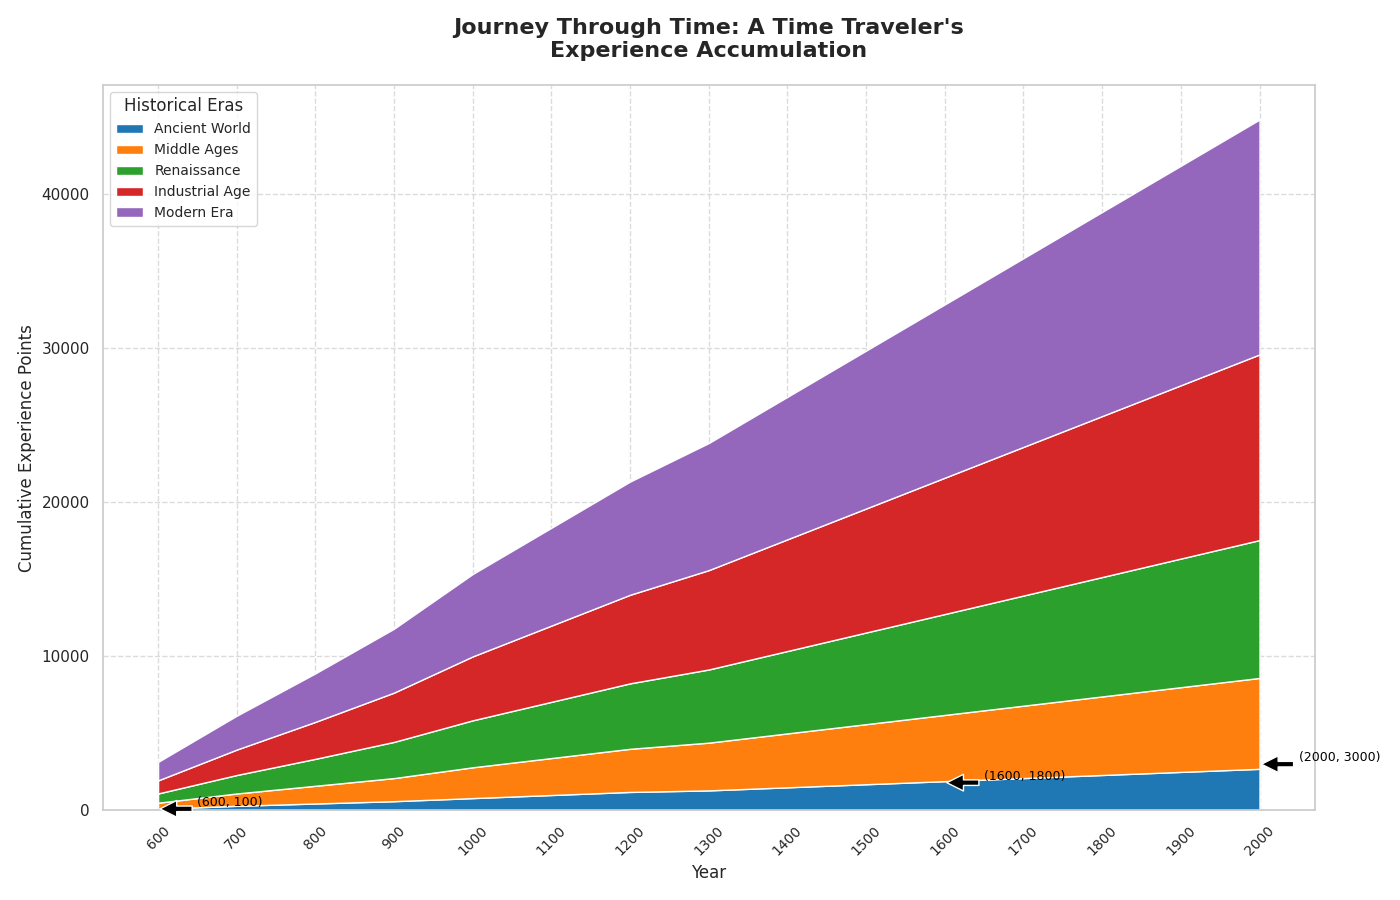 Journey Through Time: A Time Traveler's
Experience Accumulation
Historical Eras
Ancient World
Middle Ages
Renaissance
Industrial Age
Modern Era
Cumulative Experience Points
40000
30000
20000
10000
0
(600, 100)
(1600, 1800)
(2000, 3000)
600
700
800
900
1000
1100
1200
1300
1400
1500
1600
1700
1800
1900
2000
Year